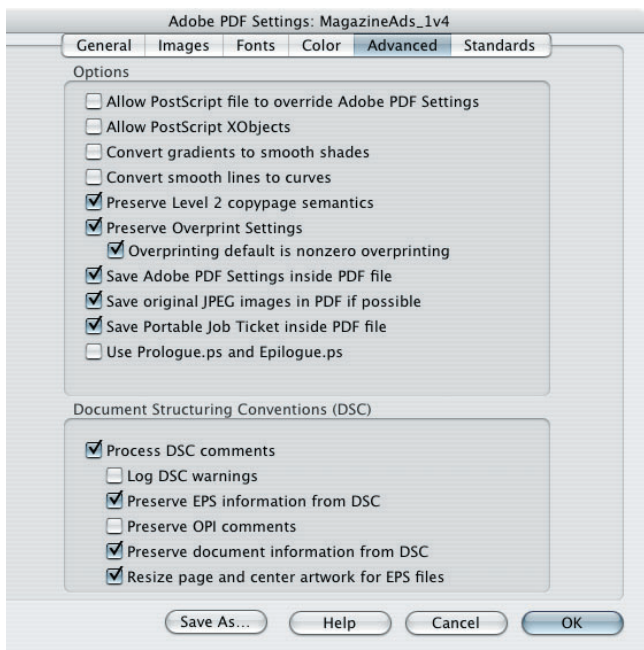 Adobe PDF Settings: MagazineAds_1v4
General Images Fonts Color Advanced Standards
Options
Allow PostScript file to override Adobe PDF Settings
Allow PostScript XObjects
Convert gradients to smooth shades
Convert smooth lines to curves
Preserve Level 2 copypage semantics
Preserve Overprint Settings
Overprinting default is nonzero overprinting
Save Adobe PDF Settings inside PDF file
Save original JPEG images in PDF if possible
Save Portable Job Ticket inside PDF file
Use Prologue.ps and Epilogue.ps
Document Structuring Conventions (DSC)
Process DSC comments
Log DSC warnings
Preserve EPS information from DSC
Preserve OPI comments
Preserve document information from DSC
Resize page and center artwork for EPS files
Save As... Help Cancel OK